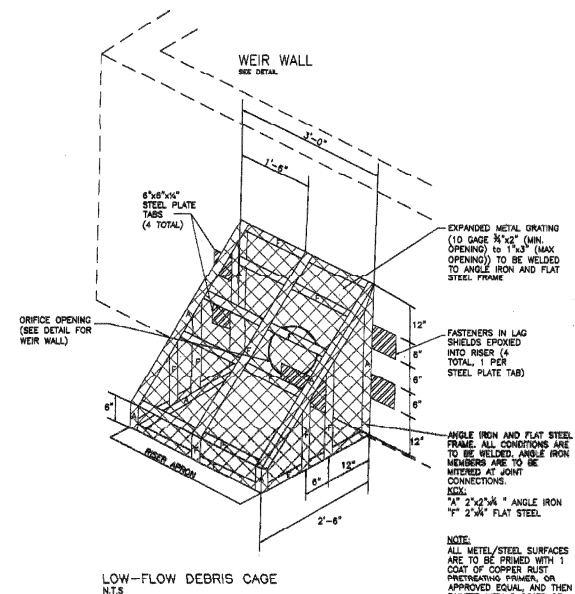 WEIR WALL
SEE DETAIL
3'-0"
1'-6"
6"x6"x¼"
STEEL PLATE
TABS
(4 TOTAL)
EXPANDED METAL GRATING
(10 GAGE ¾"x2" (MIN.
OPENING) to 1"x3" (MAX
OPENING)) TO BE WELDED
TO ANGLE IRON AND FLAT
STEEL FRAME
ORIFICE OPENING
(SEE DETAIL FOR
WEIR WALL)
12"
FASTENERS IN LAG
SHIELDS EPOXIED
INTO RISER (4
TOTAL, 1 PER
STEEL PLATE TAB)
6"
6"
6"
12"
6"
ANGLE IRON AND FLAT STEEL
FRAME. ALL CONDITIONS ARE
TO BE WELDED. ANGLE IRON
MEMBERS ARE TO BE
MITERED AT JOINT
CONNECTIONS.
KEY:
"A" 2"x2"x¼ " ANGLE IRON
"F" 2"x¼" FLAT STEEL
RISER APRON
6"
12"
2'-6"
NOTE:
ALL METEL/STEEL SURFACES
ARE TO BE PRIMED WITH 1
COAT OF COPPER RUST
PRETREATING PRIMER, OR
APPROVED EQUAL, AND THEN
LOW-FLOW DEBRIS CAGE
N.T.S